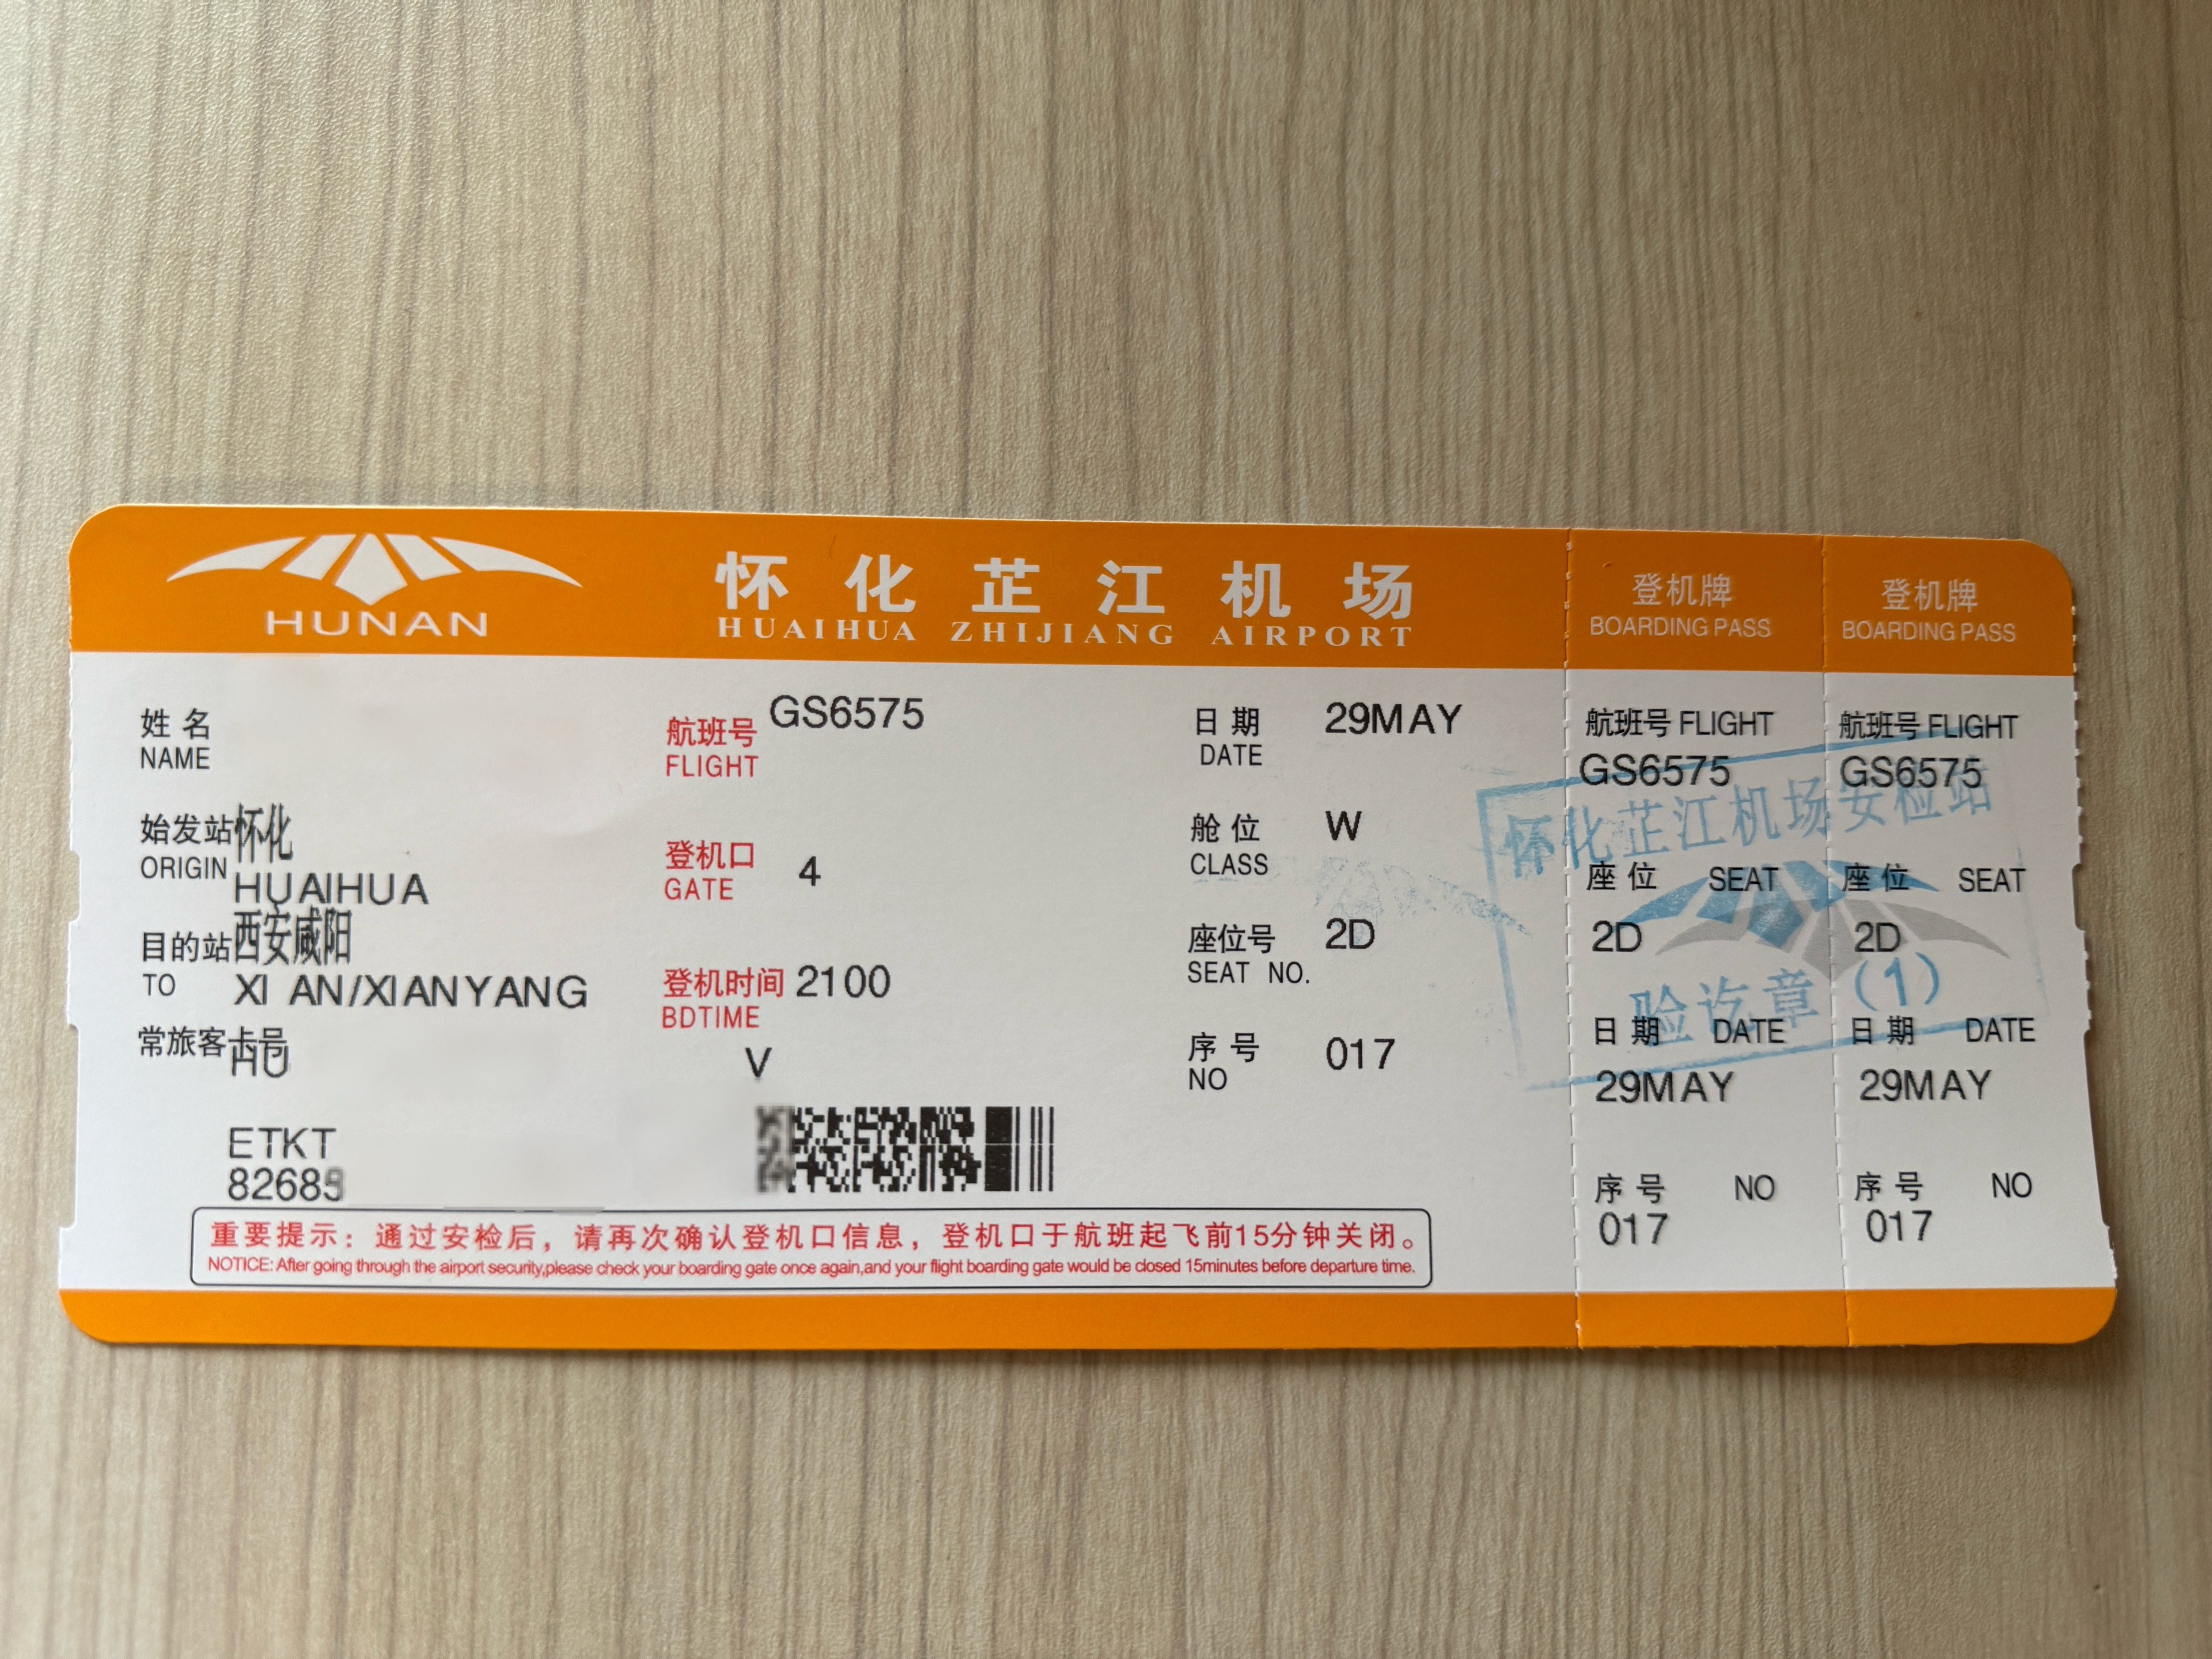 HUNAN
怀化芷江机场
HUAIHUA ZHIJIANG AIRPORT
登机牌
BOARDING PASS
登机牌
BOARDING PASS
姓名
NAME
航班号 GS6575
FLIGHT
日期 29MAY
DATE
始发站 怀化
ORIGIN HUAIHUA
登机口 4
GATE
舱位 W
CLASS
目的站 西安咸阳
TO XI AN/XIANYANG
登机时间 2100
BDTIME
座位号 2D
SEAT NO.
常旅客卡号
HU
V
序号 017
NO
ETKT
8268
重要提示：通过安检后，请再次确认登机口信息，登机口于航班起飞前15分钟关闭。
NOTICE: After going through the airport security,please check your boarding gate once again,and your flight boarding gate would be closed 15minutes before departure time.
航班号 FLIGHT
GS6575
座位 SEAT
2D
日期 DATE
29MAY
序号 NO
017
航班号 FLIGHT
GS6575
座位 SEAT
2D
日期 DATE
29MAY
序号 NO
017
怀化芷江机场安检站
验讫章 (1)